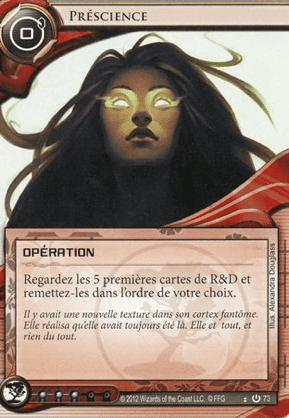 PRÉSCIENCE
0
OPÉRATION
Regardez les 5 premières cartes de R&D et
remettez-les dans l'ordre de votre choix.
Il y avait une nouvelle texture dans son cortex fantôme.
Elle réalisa qu'elle avait toujours été là. Elle et tout, et
rien du tout.
Illus. Alexandra Douglass
© 2012 Wizards of the Coast LLC. © FFG
73